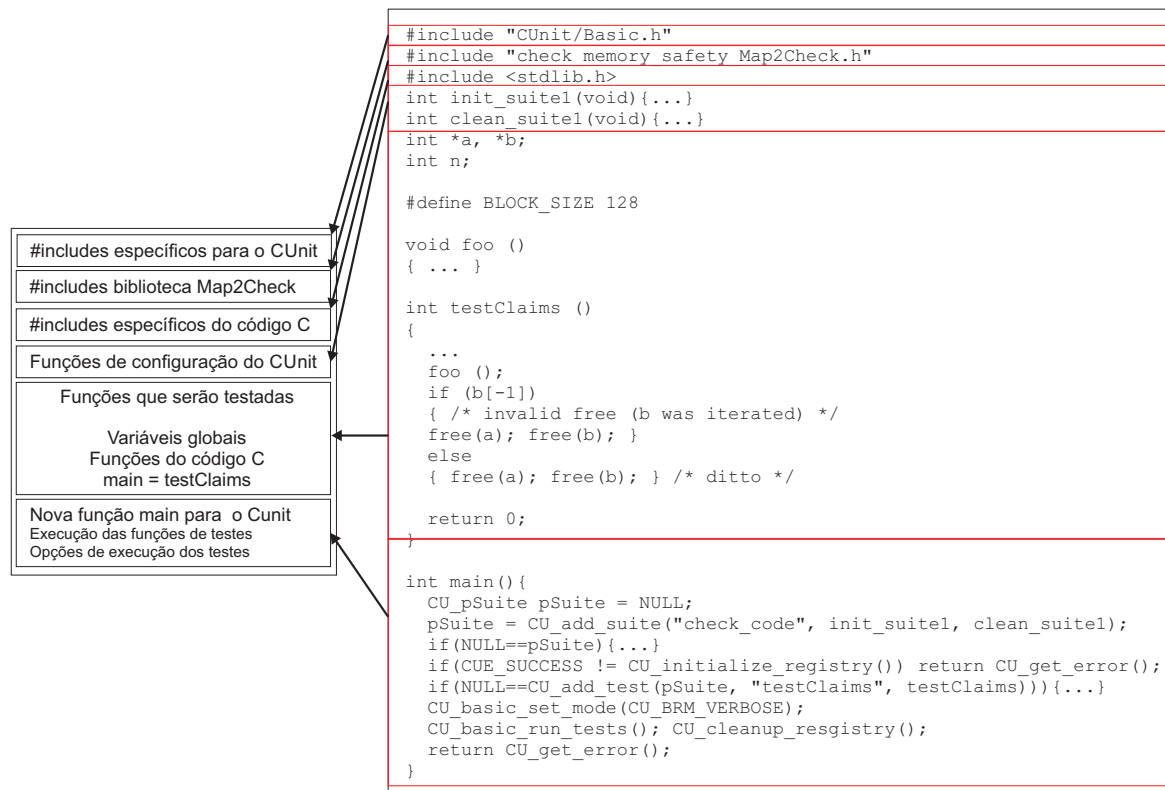 #include "CUnit/Basic.h"
#include "check memory safety Map2Check.h"
#include <stdlib.h>
int init_suite1(void){...}
int clean_suite1(void){...}
int *a, *b;
int n;
#define BLOCK_SIZE 128
void foo ()
{ ... }
int testClaims ()
{
...
foo ();
if (b[-1])
{ /* invalid free (b was iterated) */
free(a); free(b); }
else
{ free(a); free(b); } /* ditto */
return 0;
}
int main(){
CU_pSuite pSuite = NULL;
pSuite = CU_add_suite("check_code", init_suite1, clean_suite1);
if(NULL==pSuite){...}
if(CUE_SUCCESS != CU_initialize_registry()) return CU_get_error();
if(NULL==CU_add_test(pSuite, "testClaims", testClaims))){...}
CU_basic_set_mode(CU_BRM_VERBOSE);
CU_basic_run_tests(); CU_cleanup_resgistry();
return CU_get_error();
}
#includes específicos para o CUnit
#includes biblioteca Map2Check
#includes específicos do código C
Funções de configuração do CUnit
Funções que serão testadas
Variáveis globais
Funções do código C
main = testClaims
Nova função main para o Cunit
Execução das funções de testes
Opções de execução dos testes